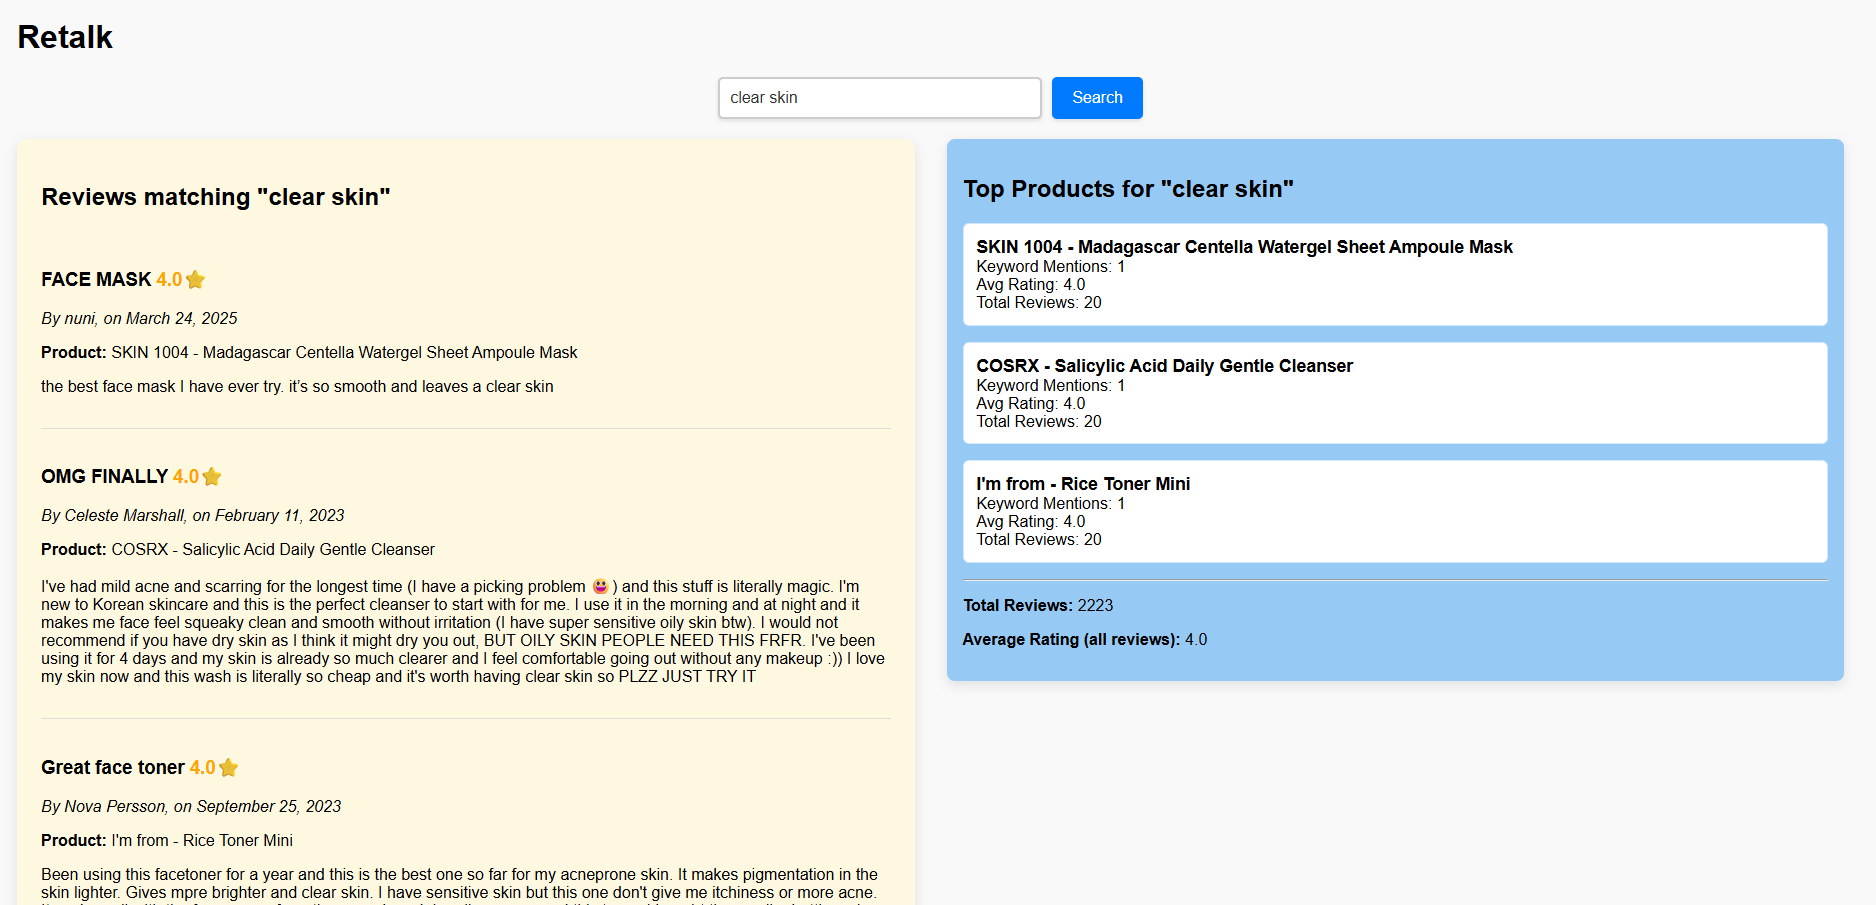 Retalk
clear skin
Search
Reviews matching "clear skin"
FACE MASK 4.0⭐
By nuni, on March 24, 2025
Product: SKIN 1004 - Madagascar Centella Watergel Sheet Ampoule Mask
the best face mask I have ever try. it’s so smooth and leaves a clear skin
OMG FINALLY 4.0⭐
By Celeste Marshall, on February 11, 2023
Product: COSRX - Salicylic Acid Daily Gentle Cleanser
I've had mild acne and scarring for the longest time (I have a picking problem 😀) and this stuff is literally magic. I'm
new to Korean skincare and this is the perfect cleanser to start with for me. I use it in the morning and at night and it
makes me face feel squeaky clean and smooth without irritation (I have super sensitive oily skin btw). I would not
recommend if you have dry skin as I think it might dry you out, BUT OILY SKIN PEOPLE NEED THIS FRFR. I've been
using it for 4 days and my skin is already so much clearer and I feel comfortable going out without any makeup :)) I love
my skin now and this wash is literally so cheap and it's worth having clear skin so PLZZ JUST TRY IT
Great face toner 4.0⭐
By Nova Persson, on September 25, 2023
Product: I'm from - Rice Toner Mini
Been using this facetoner for a year and this is the best one so far for my acneprone skin. It makes pigmentation in the
skin lighter. Gives mpre brighter and clear skin. I have sensitive skin but this one don't give me itchiness or more acne.
Top Products for "clear skin"
SKIN 1004 - Madagascar Centella Watergel Sheet Ampoule Mask
Keyword Mentions: 1
Avg Rating: 4.0
Total Reviews: 20
COSRX - Salicylic Acid Daily Gentle Cleanser
Keyword Mentions: 1
Avg Rating: 4.0
Total Reviews: 20
I'm from - Rice Toner Mini
Keyword Mentions: 1
Avg Rating: 4.0
Total Reviews: 20
Total Reviews: 2223
Average Rating (all reviews): 4.0